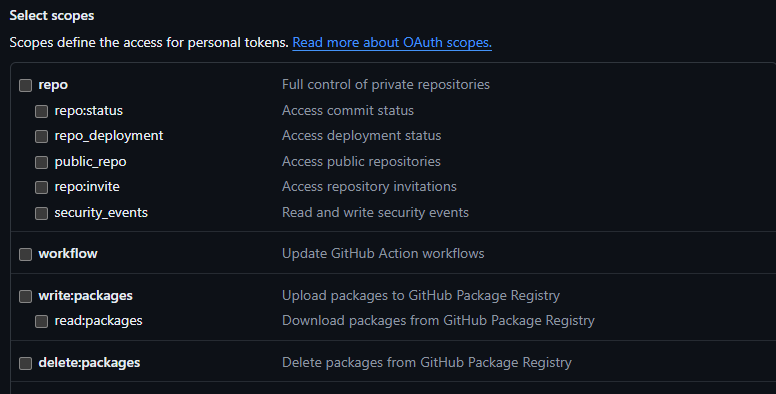 Select scopes
Scopes define the access for personal tokens. Read more about OAuth scopes.
repo Full control of private repositories
repo:status Access commit status
repo_deployment Access deployment status
public_repo Access public repositories
repo:invite Access repository invitations
security_events Read and write security events
workflow Update GitHub Action workflows
write:packages Upload packages to GitHub Package Registry
read:packages Download packages from GitHub Package Registry
delete:packages Delete packages from GitHub Package Registry